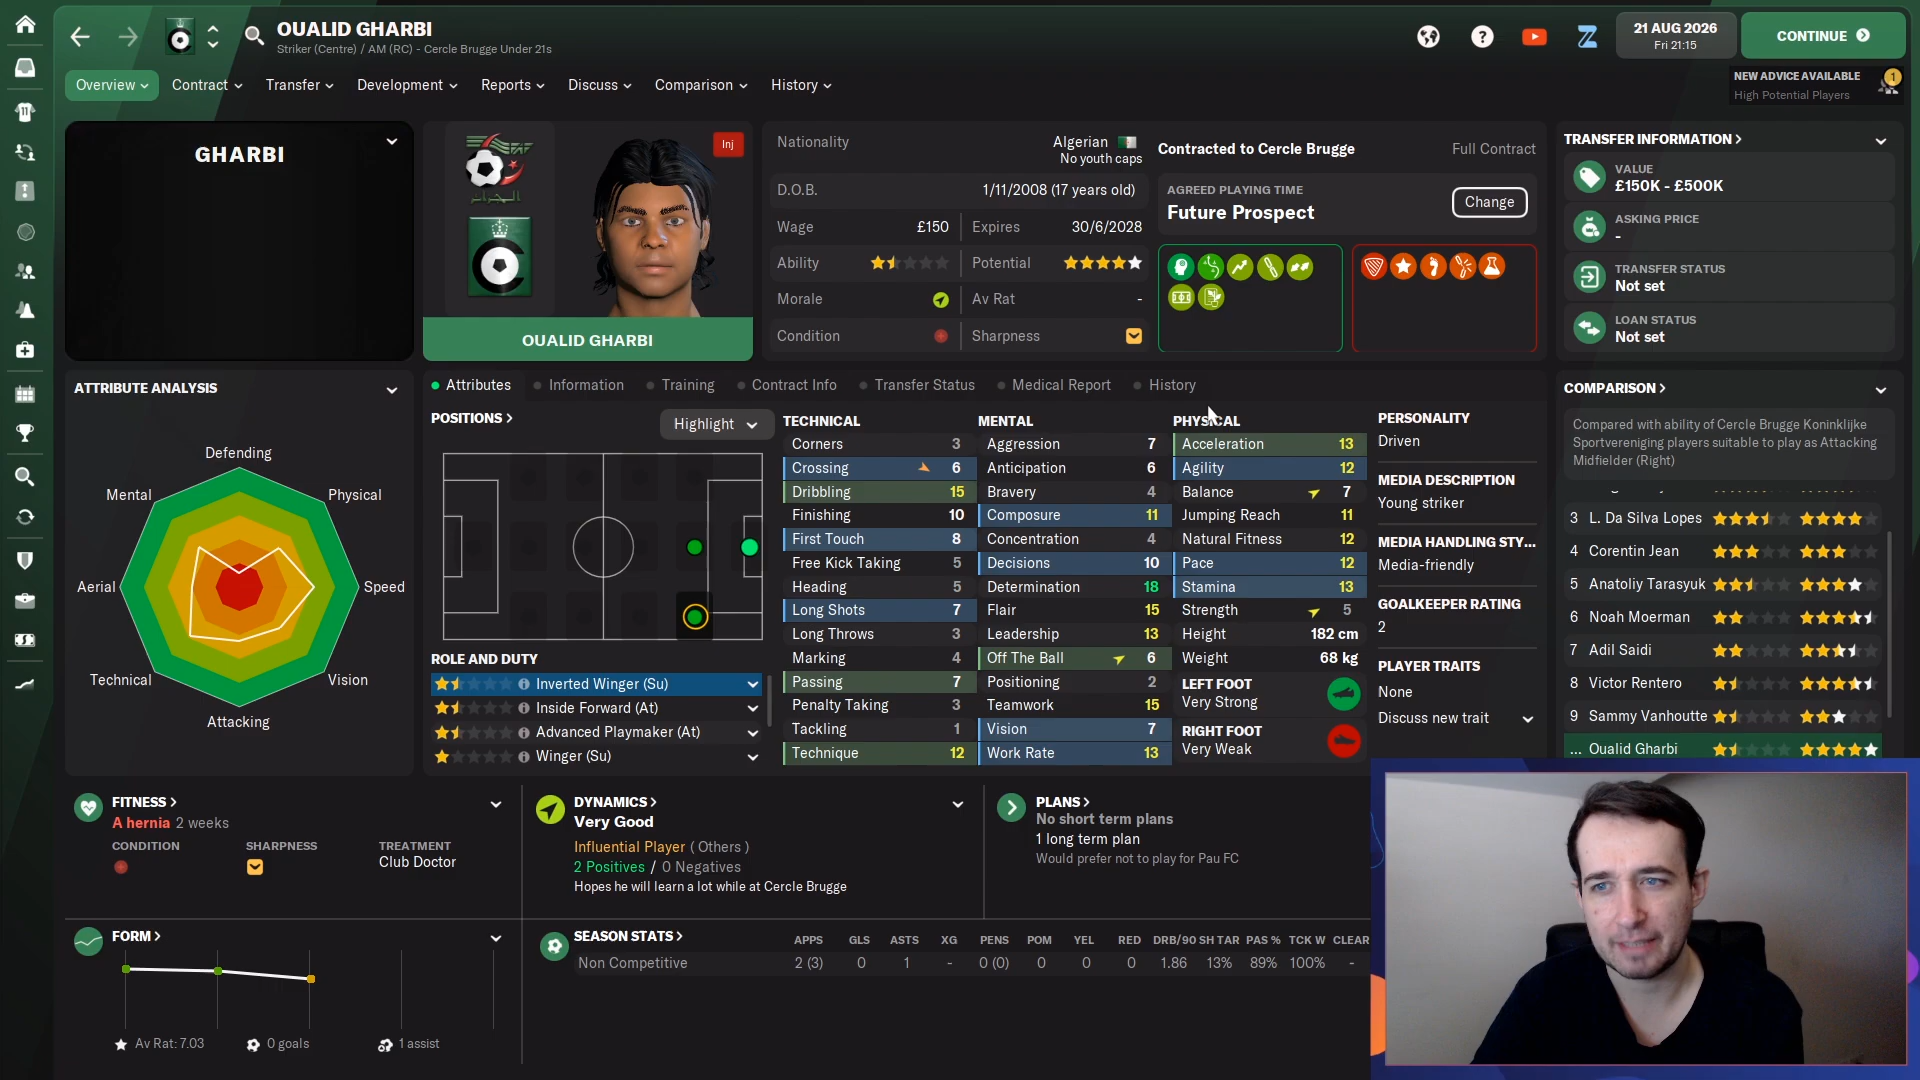 OUALID GHARBI
Striker (Centre) / AM (RC) - Cercle Brugge Under 21s
21 AUG 2026
Fri 21:15
CONTINUE
Overview
Contract
Transfer
Development
Reports
Discuss
Comparison
History
NEW ADVICE AVAILABLE
High Potential Players
1
GHARBI
Inj
OUALID GHARBI
Nationality
Algerian
No youth caps
D.O.B.
1/11/2008 (17 years old)
Wage £150
Expires 30/6/2028
Ability
Potential
Morale
Av Rat -
Condition
Sharpness
Contracted to Cercle Brugge
Full Contract
AGREED PLAYING TIME
Future Prospect
Change
TRANSFER INFORMATION >
VALUE
£150K - £500K
ASKING PRICE
-
TRANSFER STATUS
Not set
LOAN STATUS
Not set
ATTRIBUTE ANALYSIS
Defending
Mental
Physical
Aerial
Speed
Technical
Vision
Attacking
Attributes
Information
Training
Contract Info
Transfer Status
Medical Report
History
POSITIONS >
Highlight
ROLE AND DUTY
Inverted Winger (Su)
Inside Forward (At)
Advanced Playmaker (At)
Winger (Su)
TECHNICAL
Corners 3
Crossing 6
Dribbling 15
Finishing 10
First Touch 8
Free Kick Taking 5
Heading 5
Long Shots 7
Long Throws 3
Marking 4
Passing 7
Penalty Taking 3
Tackling 1
Technique 12
MENTAL
Aggression 7
Anticipation 6
Bravery 4
Composure 11
Concentration 4
Decisions 10
Determination 18
Flair 15
Leadership 13
Off The Ball 6
Positioning 2
Teamwork 15
Vision 7
Work Rate 13
PHYSICAL
Acceleration 13
Agility 12
Balance 7
Jumping Reach 11
Natural Fitness 12
Pace 12
Stamina 13
Strength 5
Height 182 cm
Weight 68 kg
LEFT FOOT
Very Strong
RIGHT FOOT
Very Weak
PERSONALITY
Driven
MEDIA DESCRIPTION
Young striker
MEDIA HANDLING STY...
Media-friendly
GOALKEEPER RATING
2
PLAYER TRAITS
None
Discuss new trait
COMPARISON >
Compared with ability of Cercle Brugge Koninklijke
Sportvereniging players suitable to play as Attacking
Midfielder (Right)
3 L. Da Silva Lopes
4 Corentin Jean
5 Anatoliy Tarasyuk
6 Noah Moerman
7 Adil Saidi
8 Victor Rentero
9 Sammy Vanhoutte
... Oualid Gharbi
FITNESS >
A hernia 2 weeks
CONDITION
SHARPNESS
TREATMENT
Club Doctor
DYNAMICS >
Very Good
Influential Player ( Others )
2 Positives / 0 Negatives
Hopes he will learn a lot while at Cercle Brugge
PLANS >
No short term plans
1 long term plan
Would prefer not to play for Pau FC
FORM >
Av Rat: 7.03
0 goals
1 assist
SEASON STATS >
APPS GLS ASTS XG PENS POM YEL RED DRB/90 SH TAR PAS % TCK W CLEAR
Non Competitive 2 (3) 0 1 - 0 (0) 0 0 0 1.86 13% 89% 100% -